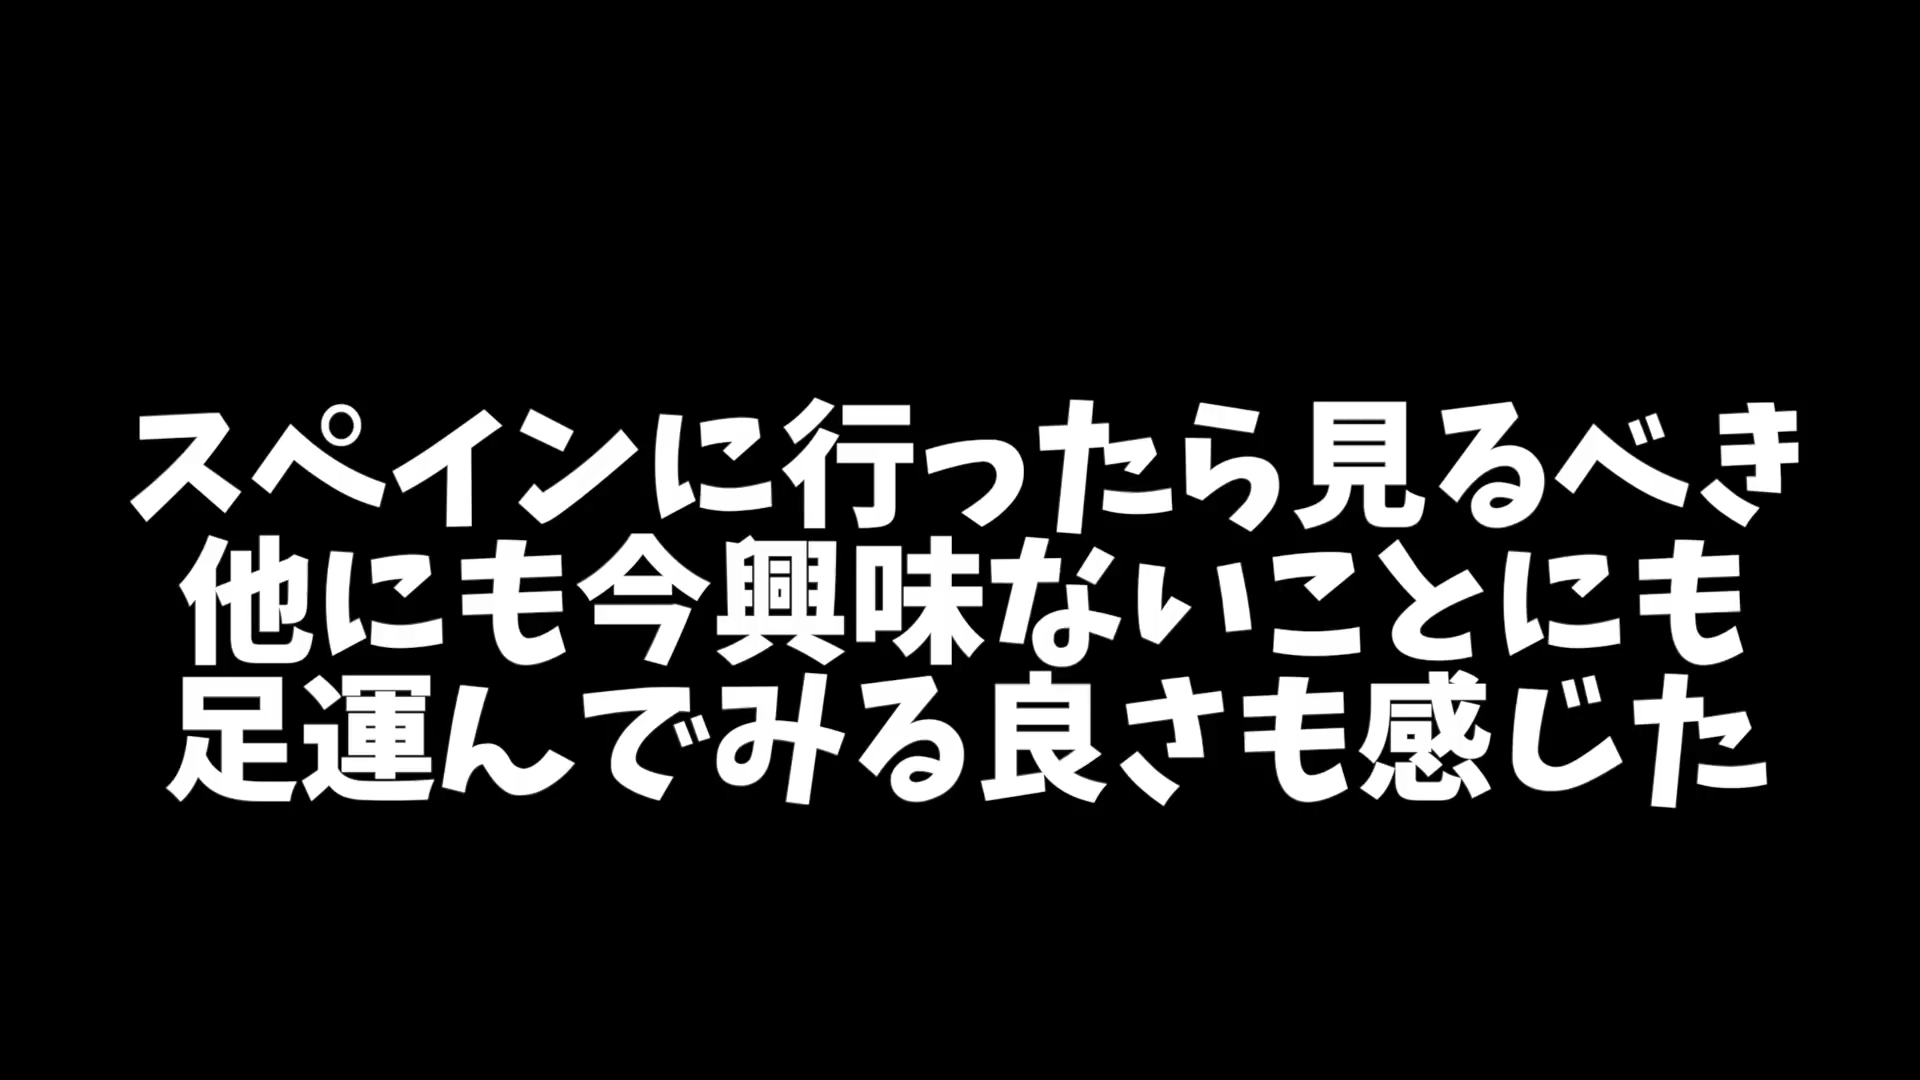 スペインに行ったら見るべき
他にも今興味ないことにも
足運んでみる良さも感じた